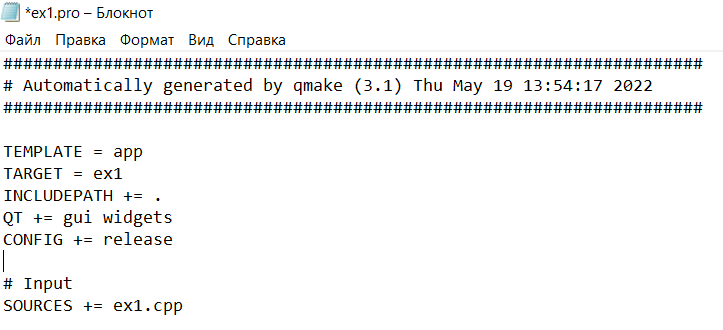 *ex1.pro – Блокнот
Файл Правка Формат Вид Справка
######################################################################
# Automatically generated by qmake (3.1) Thu May 19 13:54:17 2022
######################################################################
TEMPLATE = app
TARGET = ex1
INCLUDEPATH += .
QT += gui widgets
CONFIG += release
# Input
SOURCES += ex1.cpp